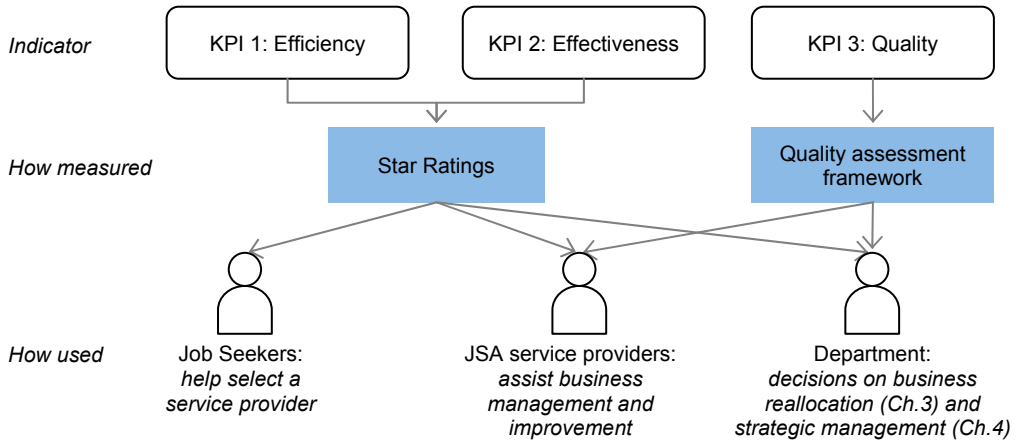 Indicator
KPI 1: Efficiency
KPI 2: Effectiveness
KPI 3: Quality
How measured
Star Ratings
Quality assessment
framework
How used
Job Seekers:
help select a
service provider
JSA service providers:
assist business
management and
improvement
Department:
decisions on business
reallocation (Ch.3) and
strategic management (Ch.4)